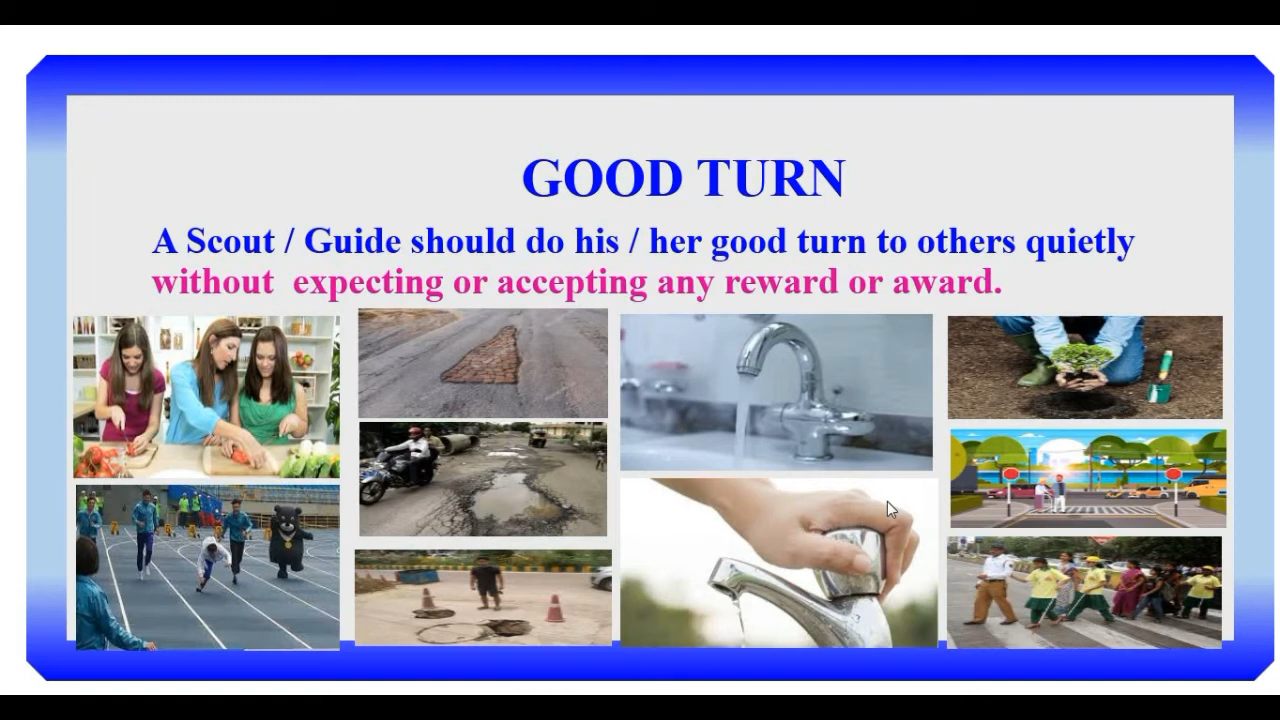 GOOD TURN
A Scout / Guide should do his / her good turn to others quietly
without expecting or accepting any reward or award.